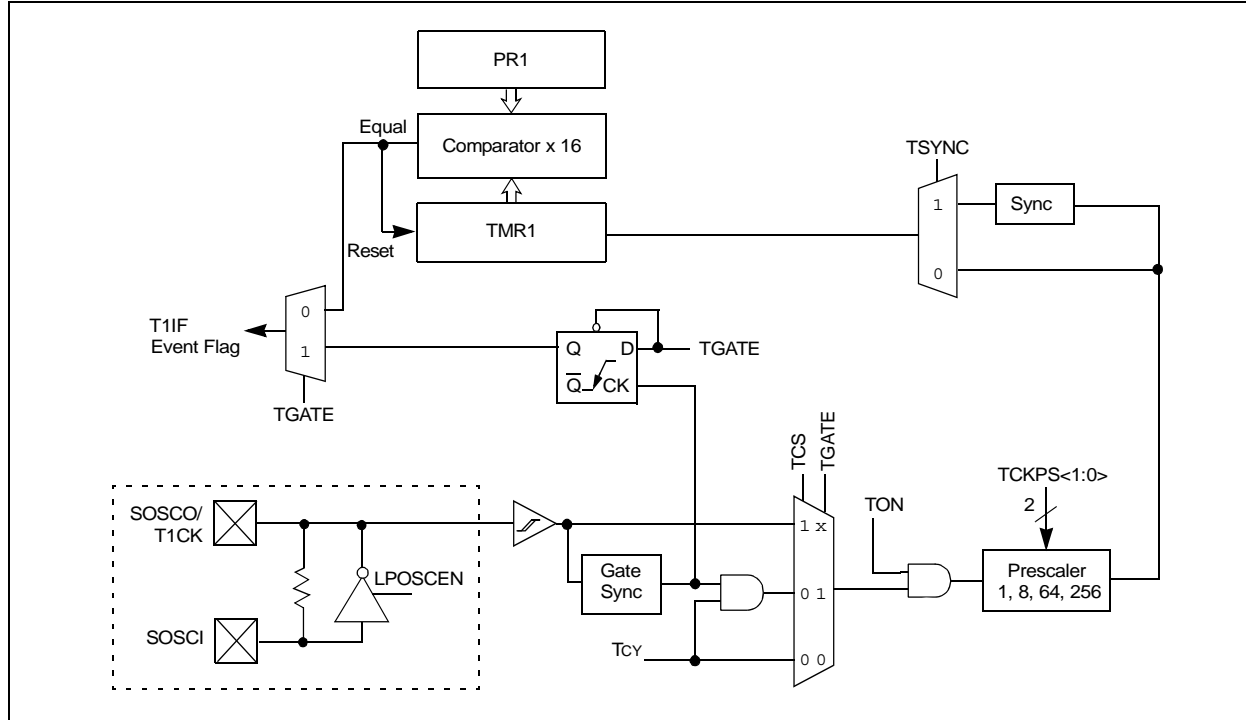 PR1
Equal
Comparator x 16
TSYNC
1
Sync
TMR1
Reset
0
0
T1IF
Event Flag
1
Q
D
TGATE
Q̅
CK
TGATE
TCS
TGATE
TCKPS<1:0>
SOSCO/
T1CK
1 x
TON
2
LPOSCEN
Gate
Sync
0 1
Prescaler
1, 8, 64, 256
SOSCI
TCY
0 0